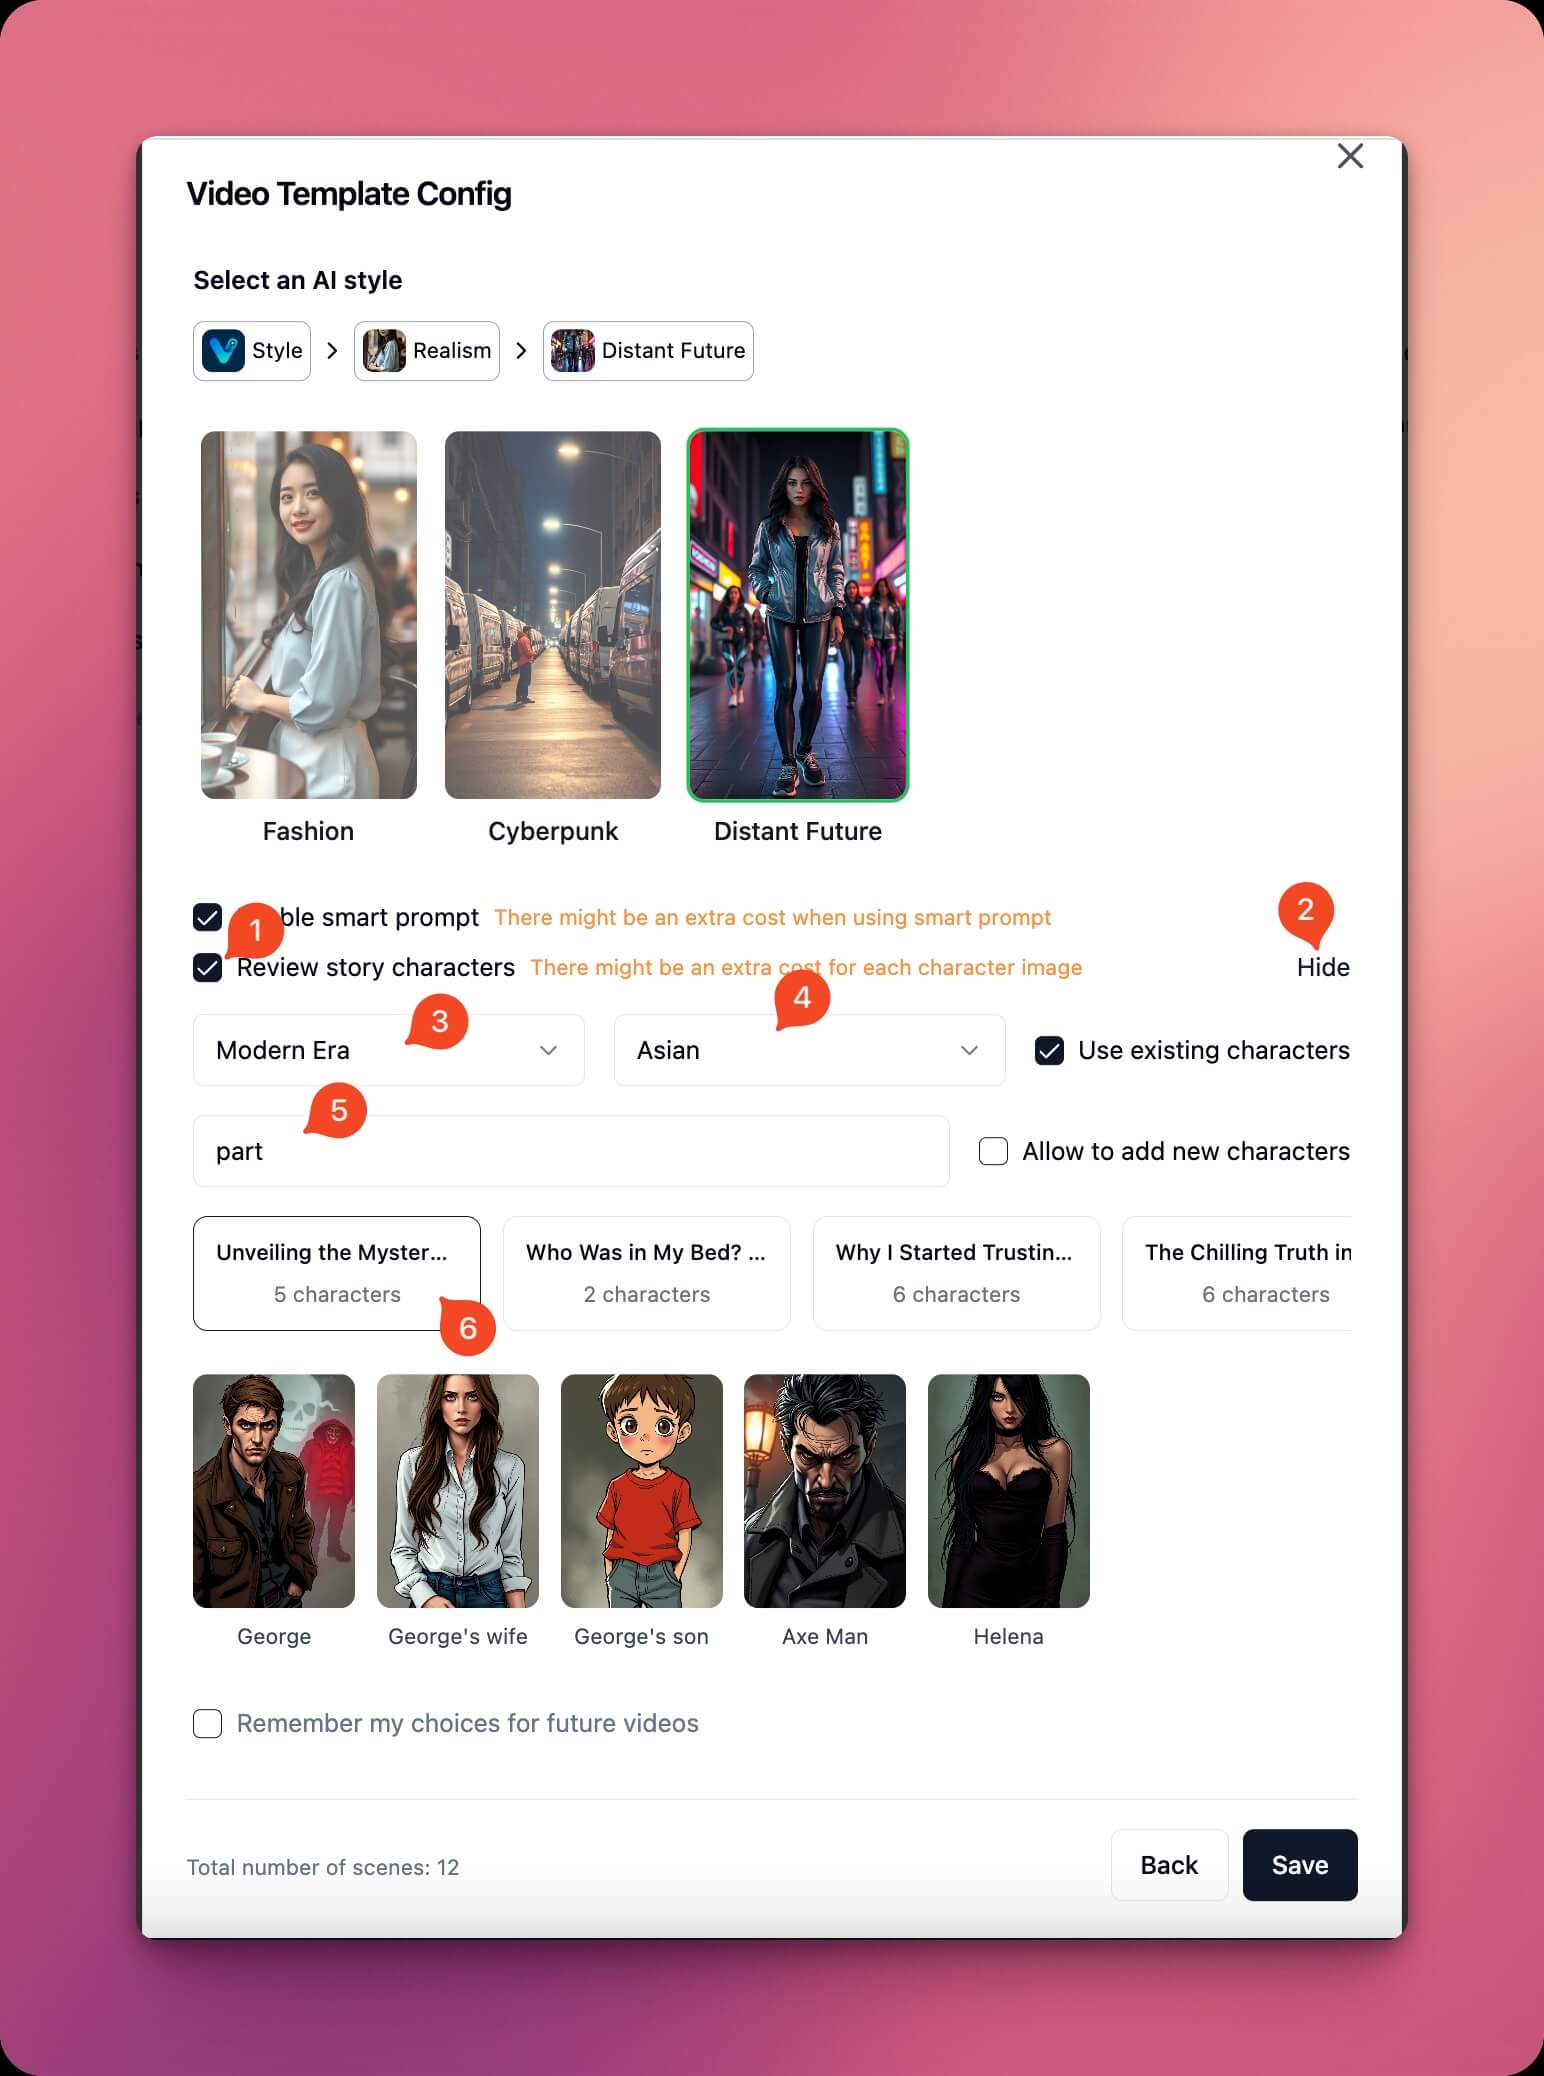 Video Template Config
Select an AI style
Style
Realism
Distant Future
Fashion
Cyberpunk
Distant Future
ble smart prompt There might be an extra cost when using smart prompt
1
2
Review story characters There might be an extra cost for each character image
Hide
3
4
Modern Era
Asian
Use existing characters
5
part
Allow to add new characters
Unveiling the Myster...
Who Was in My Bed? ...
Why I Started Trustin...
The Chilling Truth in
5 characters
2 characters
6 characters
6 characters
6
George
George's wife
George's son
Axe Man
Helena
Remember my choices for future videos
Total number of scenes: 12
Back
Save